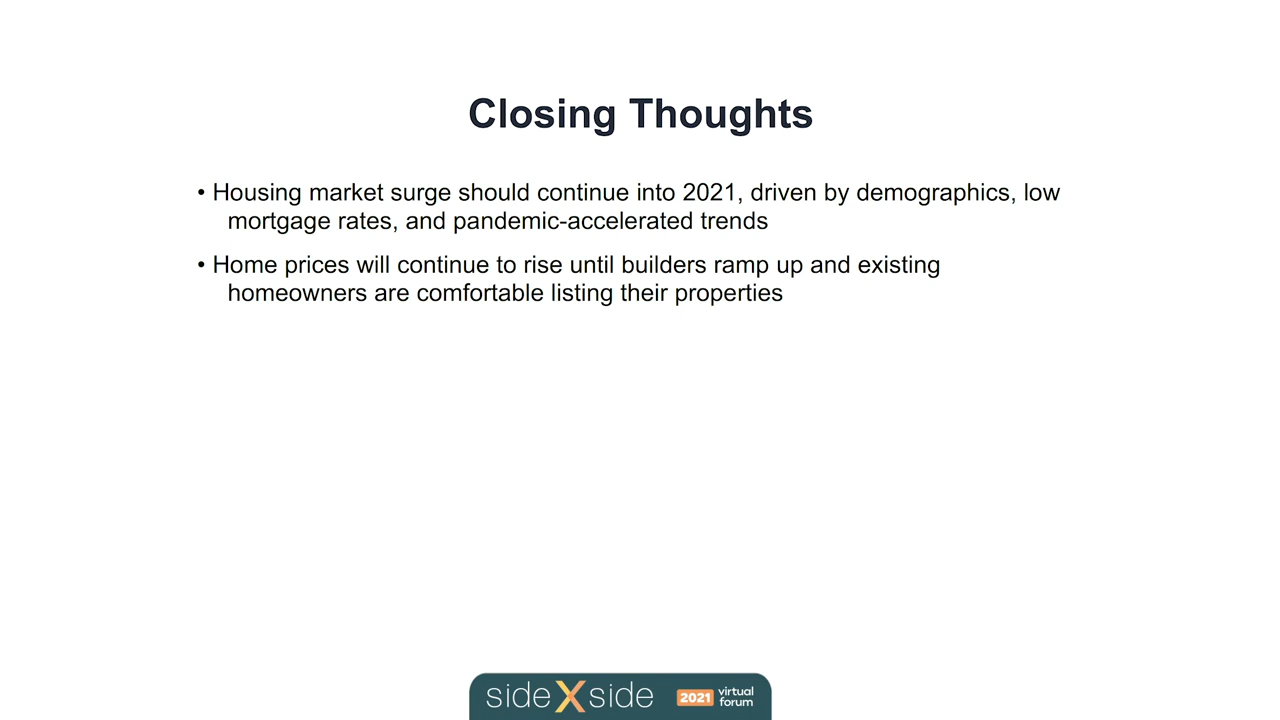 Closing Thoughts
• Housing market surge should continue into 2021, driven by demographics, low
mortgage rates, and pandemic-accelerated trends
• Home prices will continue to rise until builders ramp up and existing
homeowners are comfortable listing their properties
sideXside 2021 virtual
forum